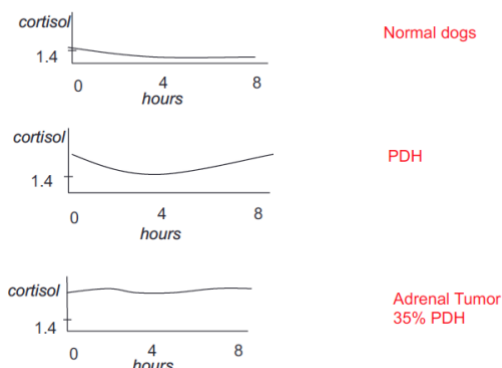 cortisol
Normal dogs
1.4
0 4 8
hours
cortisol
PDH
1.4
0 4 8
hours
cortisol
Adrenal Tumor
35% PDH
1.4
0 4 8
hours